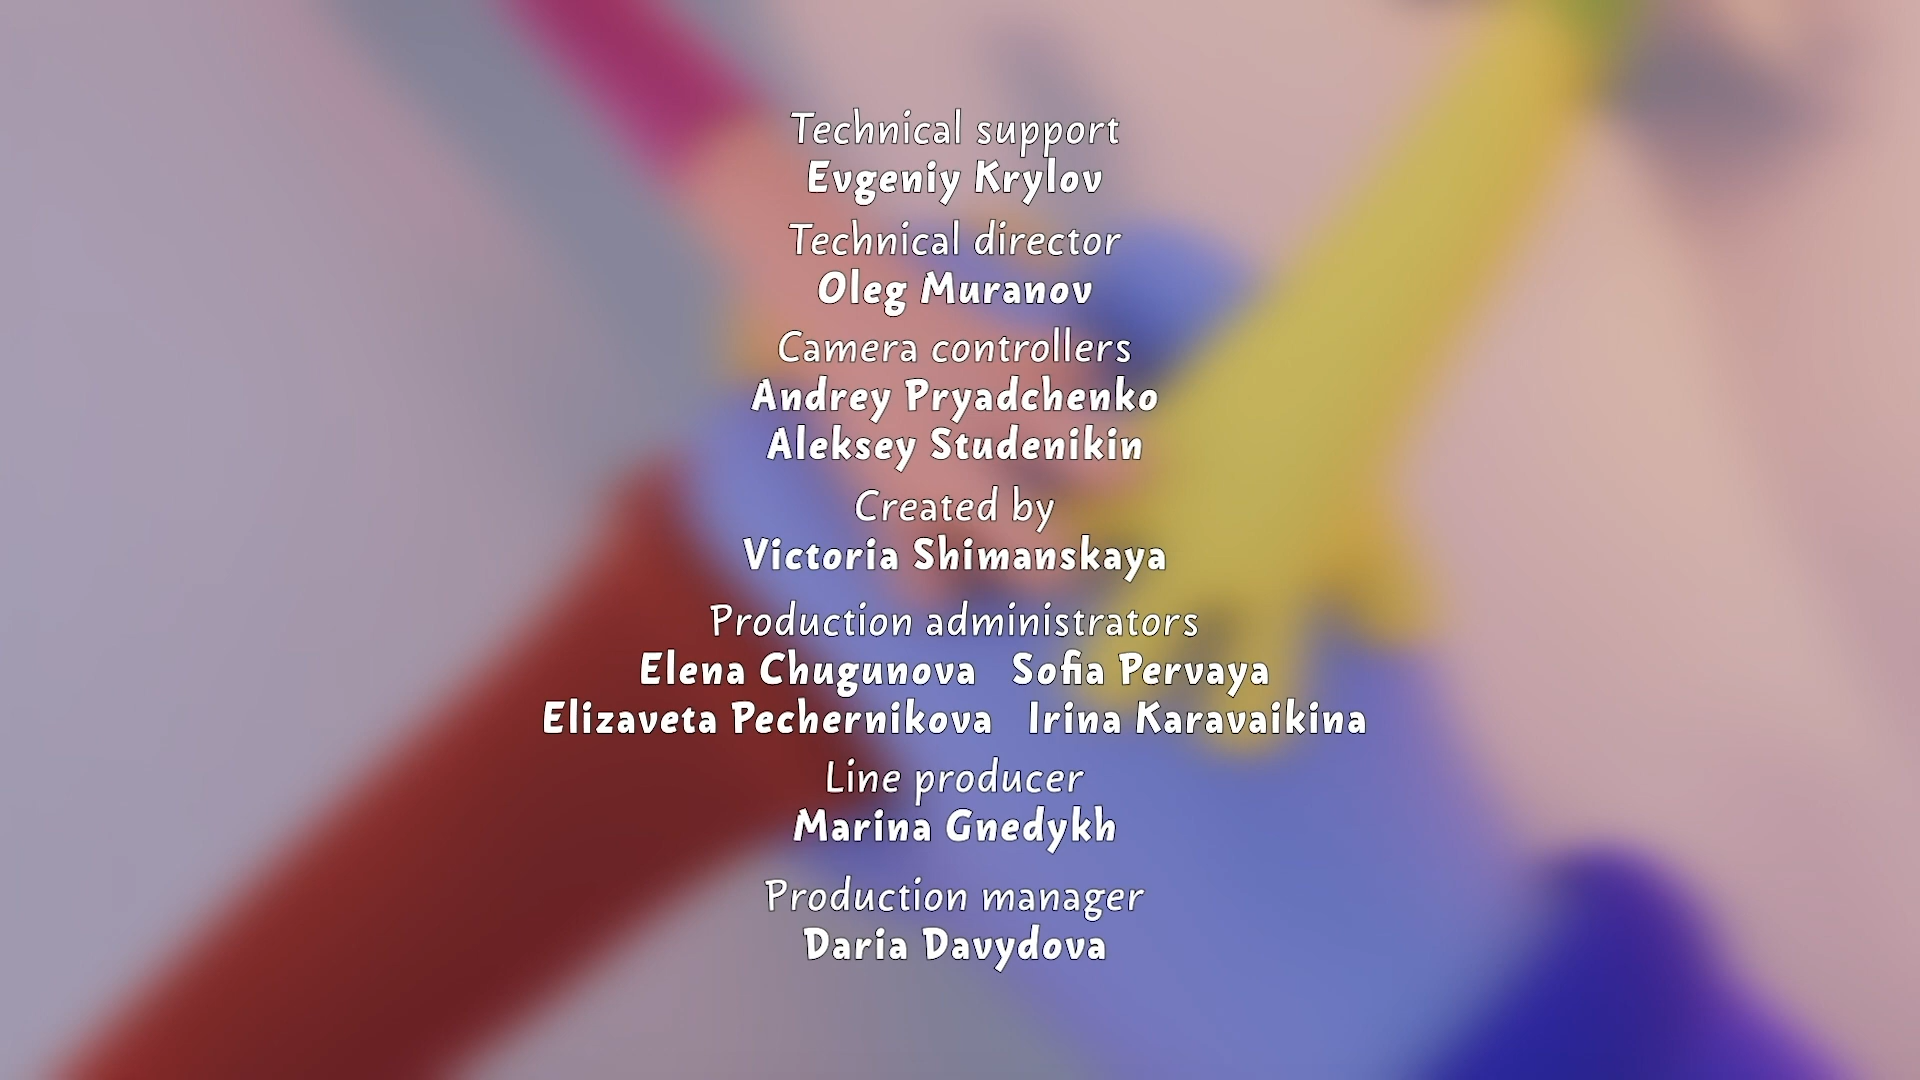 Technical support
Evgeniy Krylov
Technical director
Oleg Muranov
Camera controllers
Andrey Pryadchenko
Aleksey Studenikin
Created by
Victoria Shimanskaya
Production administrators
Elena Chugunova Sofia Pervaya
Elizaveta Pechernikova Irina Karavaikina
Line producer
Marina Gnedykh
Production manager
Daria Davydova